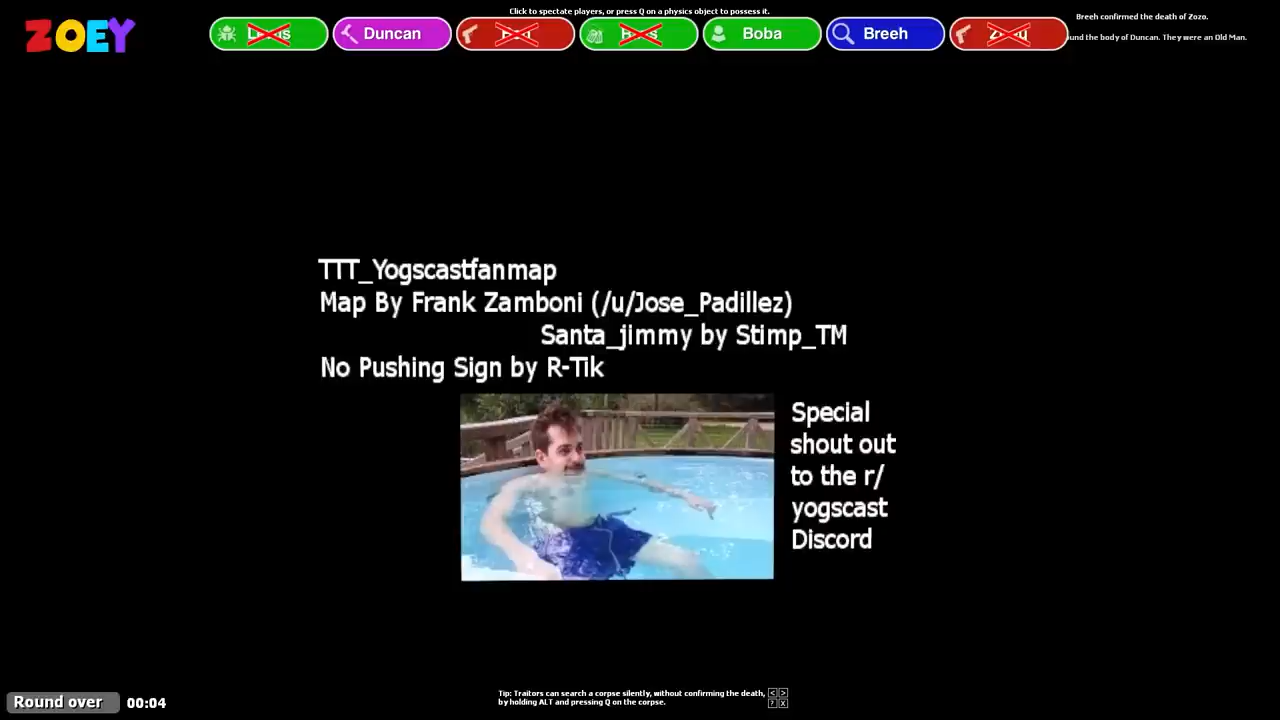 Click to spectate players, or press Q on a physics object to possess it.
Breeh confirmed the death of Zozo.
ZOEY
Duncan
Boba
Breeh
und the body of Duncan. They were an Old Man.
TTT_Yogscastfanmap
Map By Frank Zamboni (/u/Jose_Padillez)
Santa_jimmy by Stimp_TM
No Pushing Sign by R-Tik
Special
shout out
to the r/
yogscast
Discord
Round over
00:04
Tip: Traitors can search a corpse silently, without confirming the death,
by holding ALT and pressing Q on the corpse.